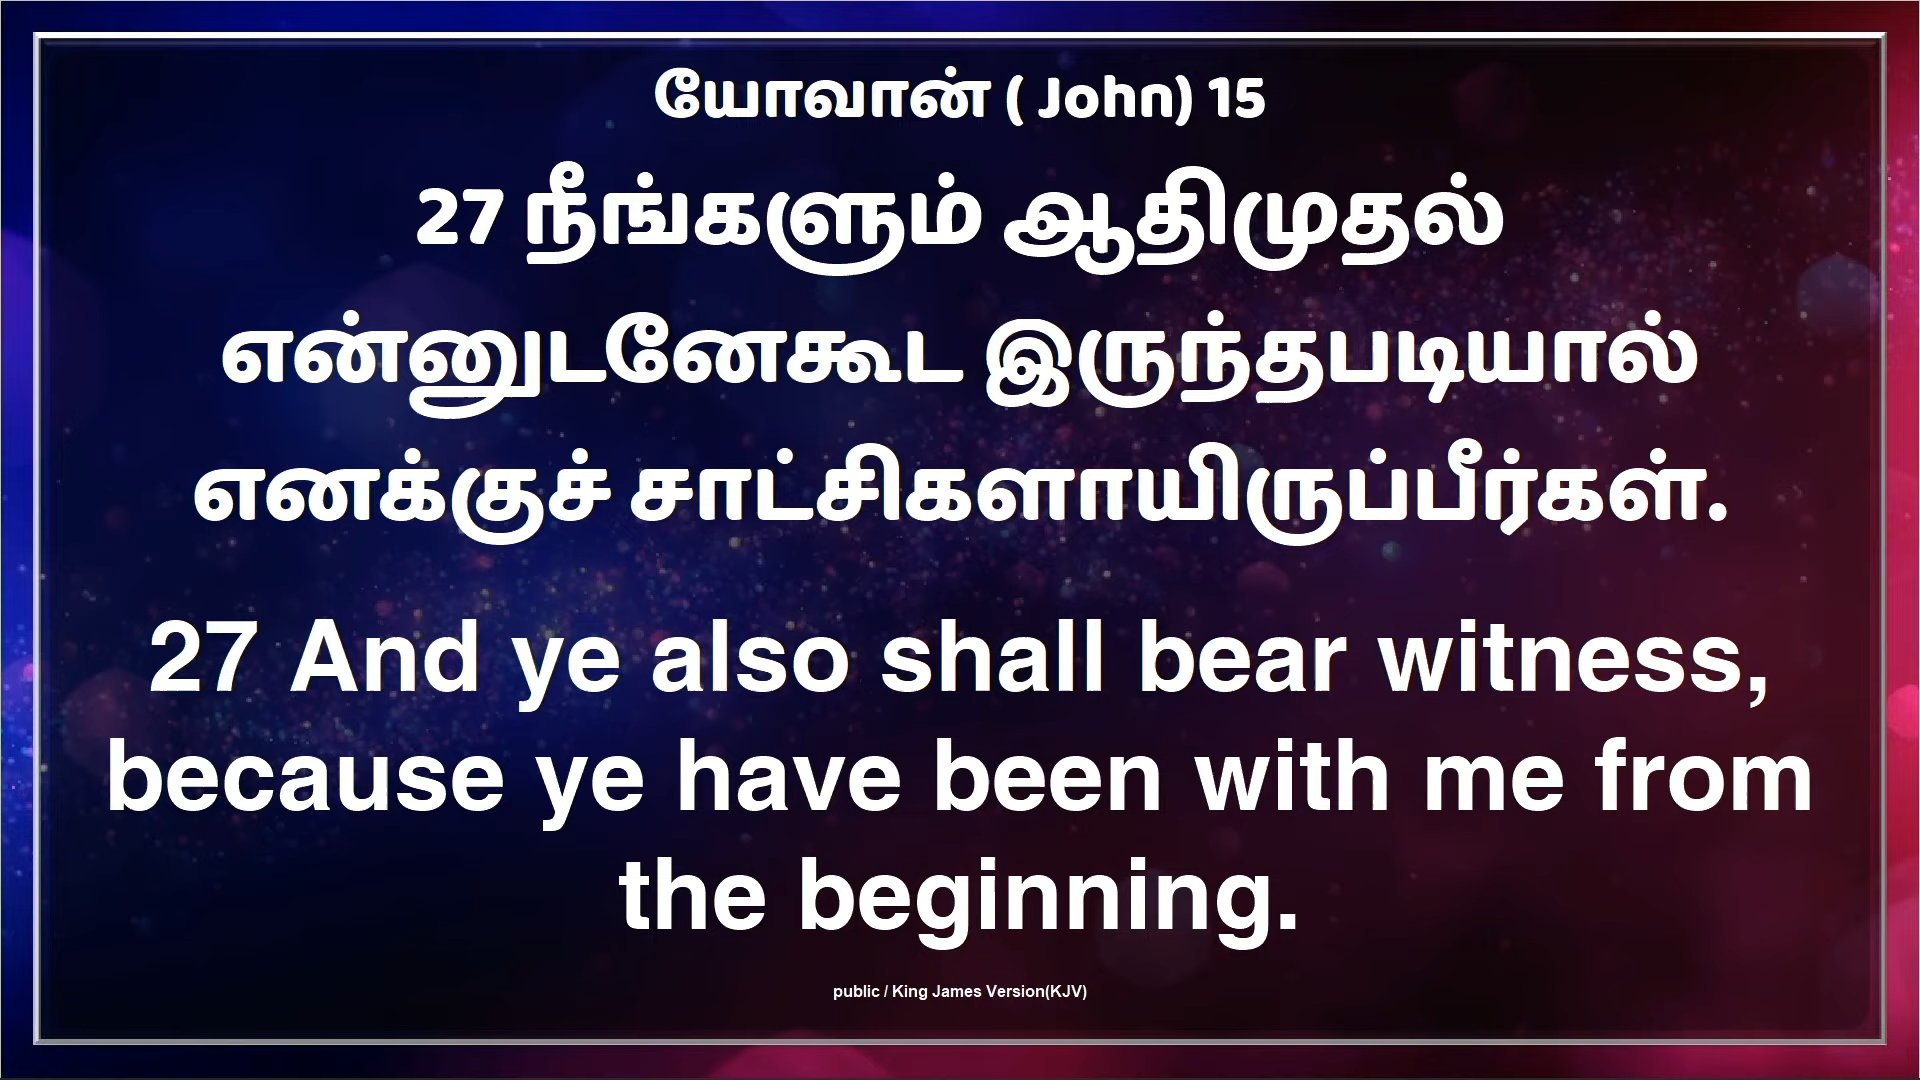 யோவான் ( John) 15
27 நீங்களும் ஆதிமுதல்
என்னுடனேகூட இருந்தபடியால்
எனக்குச் சாட்சிகளாயிருப்பீர்கள்.
27 And ye also shall bear witness,
because ye have been with me from
the beginning.
public / King James Version(KJV)